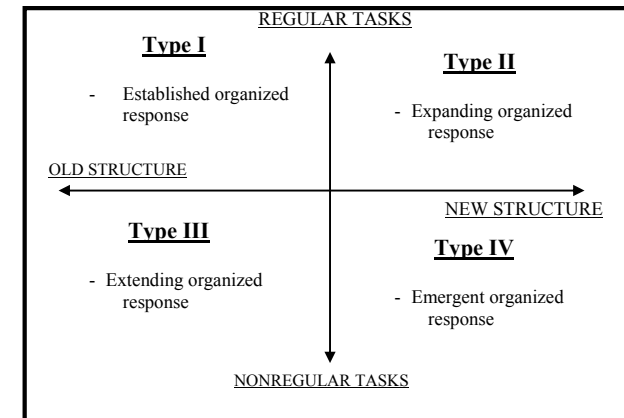 REGULAR TASKS
Type I
Type II
- Established organized
response
- Expanding organized
response
OLD STRUCTURE
NEW STRUCTURE
Type III
Type IV
- Extending organized
response
- Emergent organized
response
NONREGULAR TASKS